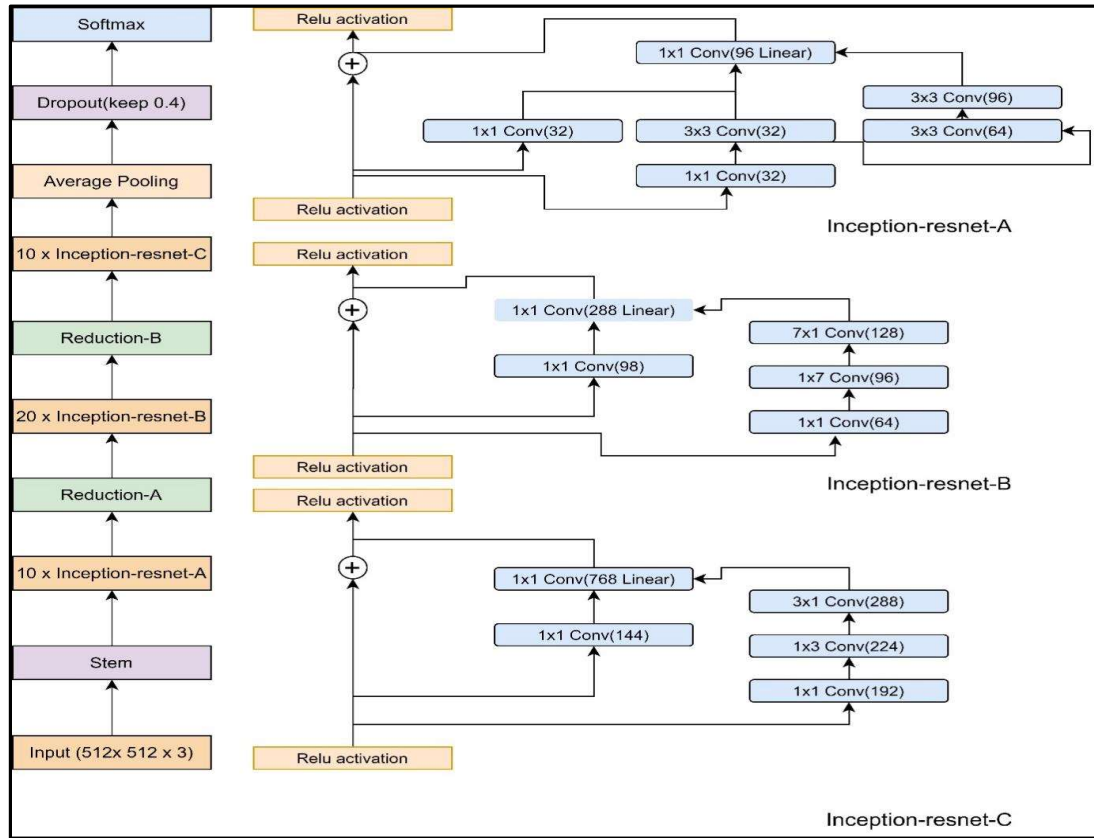 Softmax
Dropout(keep 0.4)
Average Pooling
10 x Inception-resnet-C
Reduction-B
20 x Inception-resnet-B
Reduction-A
10 x Inception-resnet-A
Stem
Input (512x 512 x 3)
Relu activation
1x1 Conv(96 Linear)
3x3 Conv(96)
1x1 Conv(32)
3x3 Conv(32)
3x3 Conv(64)
1x1 Conv(32)
Relu activation
Inception-resnet-A
Relu activation
1x1 Conv(288 Linear)
7x1 Conv(128)
1x1 Conv(98)
1x7 Conv(96)
1x1 Conv(64)
Relu activation
Inception-resnet-B
Relu activation
1x1 Conv(768 Linear)
3x1 Conv(288)
1x1 Conv(144)
1x3 Conv(224)
1x1 Conv(192)
Relu activation
Inception-resnet-C